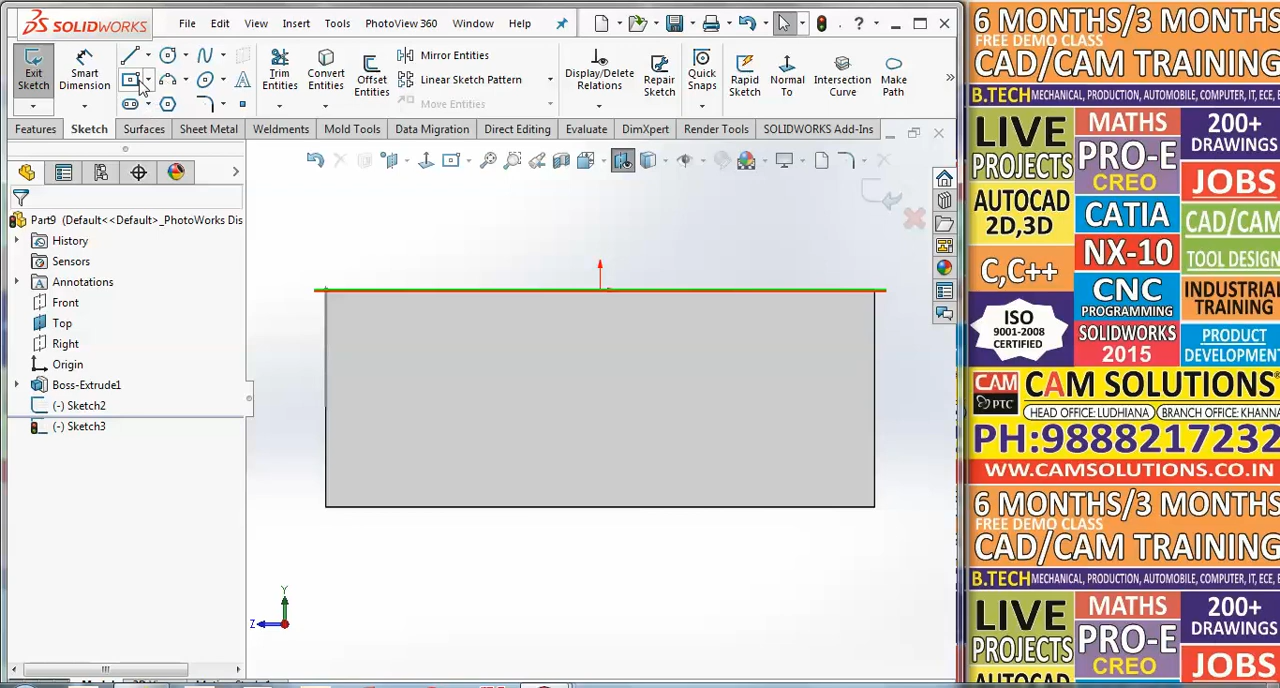 SOLIDWORKS
File Edit View Insert Tools PhotoView 360 Window Help
Exit Sketch
Smart Dimension
Trim Entities
Convert Entities
Offset Entities
Mirror Entities
Linear Sketch Pattern
Move Entities
Display/Delete Relations
Repair Sketch
Quick Snaps
Rapid Sketch
Normal To
Intersection Curve
Make Path
Features Sketch Surfaces Sheet Metal Weldments Mold Tools Data Migration Direct Editing Evaluate DimXpert Render Tools SOLIDWORKS Add-Ins
Part9 (Default<<Default>_PhotoWorks Dis
History
Sensors
Annotations
Front
Top
Right
Origin
Boss-Extrude1
(-) Sketch2
(-) Sketch3
Y
Z
6 MONTHS/3 MONTHS
FREE DEMO CLASS
CAD/CAM TRAINING
B.TECH MECHANICAL, PRODUCTION, AUTOMOBILE, COMPUTER, IT, ECE, E
LIVE PROJECTS
MATHS
200+ DRAWINGS
PRO-E CREO
JOBS
AUTOCAD 2D,3D
CATIA
CAD/CAM
TOOL DESIGN
C,C++
NX-10
INDUSTRIAL TRAINING
ISO 9001-2008 CERTIFIED
CNC PROGRAMMING
SOLIDWORKS 2015
PRODUCT DEVELOPMEN
CAM PTC
CAM SOLUTIONS®
HEAD OFFICE: LUDHIANA BRANCH OFFICE: KHANNA
PH:9888217232
WW.CAMSOLUTIONS.CO.IN
6 MONTHS/3 MONTHS
FREE DEMO CLASS
CAD/CAM TRAINING
B.TECH MECHANICAL, PRODUCTION, AUTOMOBILE, COMPUTER, IT, ECE, E
LIVE PROJECTS
MATHS
200+ DRAWINGS
PRO-E CREO
JOBS